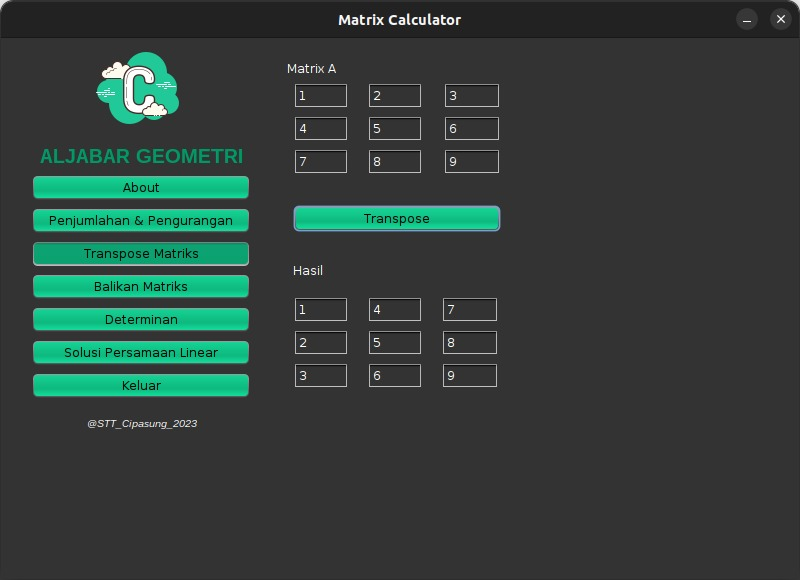 Matrix Calculator
C
ALJABAR GEOMETRI
About
Penjumlahan & Pengurangan
Transpose Matriks
Balikan Matriks
Determinan
Solusi Persamaan Linear
Keluar
@STT_Cipasung_2023
Matrix A
1 2 3
4 5 6
7 8 9
Transpose
Hasil
1 4 7
2 5 8
3 6 9